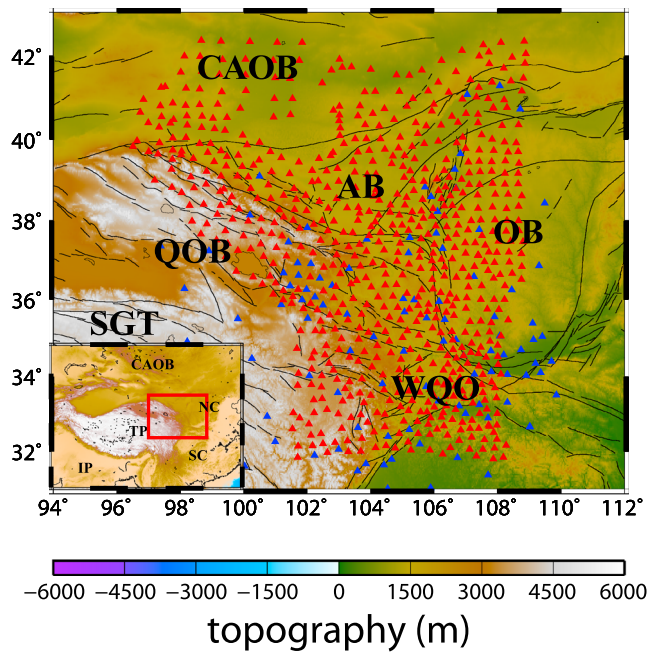 42°
40°
38°
36°
34°
32°
CAOB
AB
OB
QOB
SGT
WQO
CAOB
NC
TP
SC
IP
94° 96° 98° 100° 102° 104° 106° 108° 110° 112°
−6000 −4500 −3000 −1500 0 1500 3000 4500 6000
topography (m)